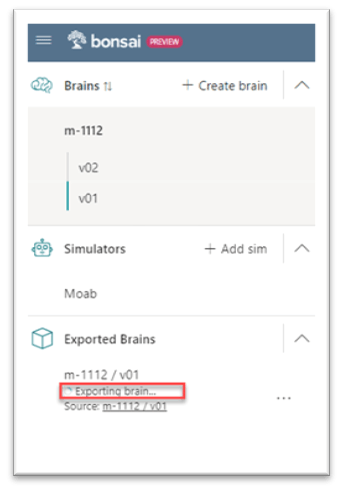 bonsai PREVIEW
Brains ↑↓ + Create brain
m-1112
v02
v01
Simulators + Add sim
Moab
Exported Brains
m-1112 / v01
Exporting brain...
Source: m-1112 / v01
...